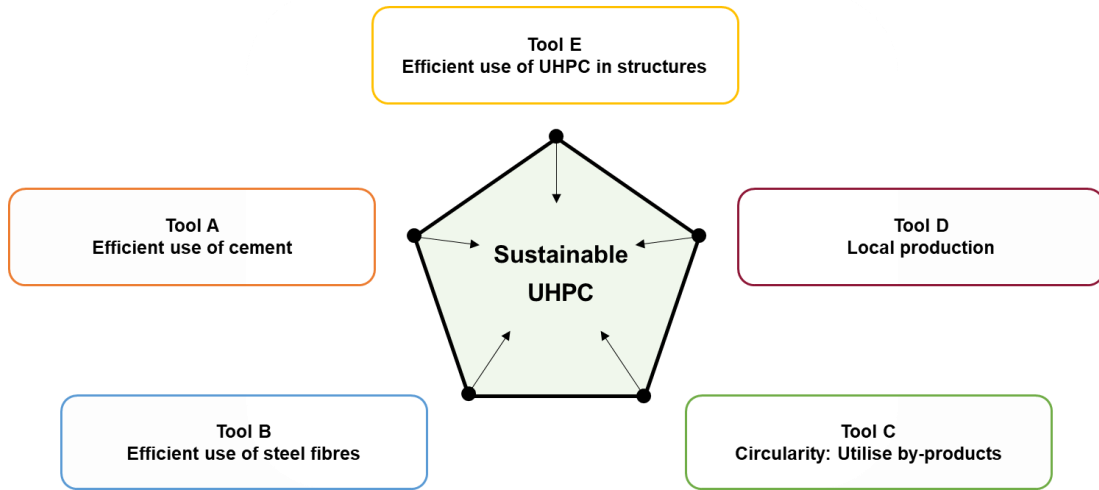 Tool E
Efficient use of UHPC in structures
Tool A
Efficient use of cement
Tool D
Local production
Sustainable
UHPC
Tool B
Efficient use of steel fibres
Tool C
Circularity: Utilise by-products